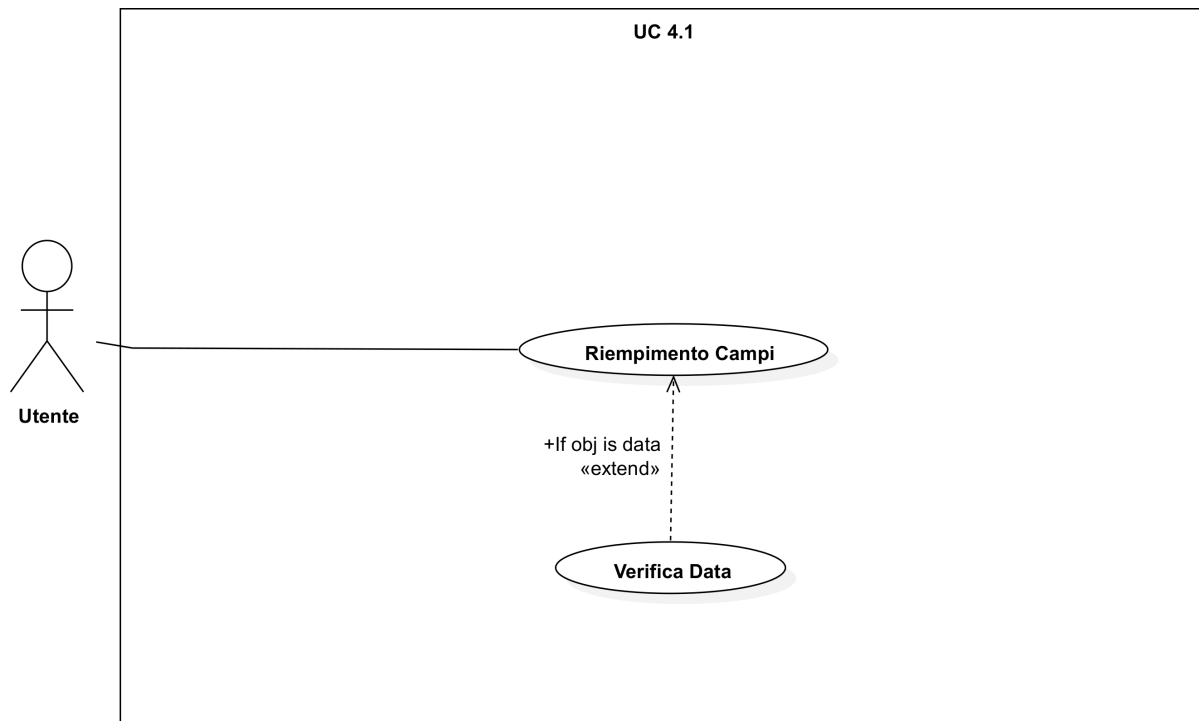 UC 4.1
Riempimento Campi
Utente
+If obj is data
«extend»
Verifica Data